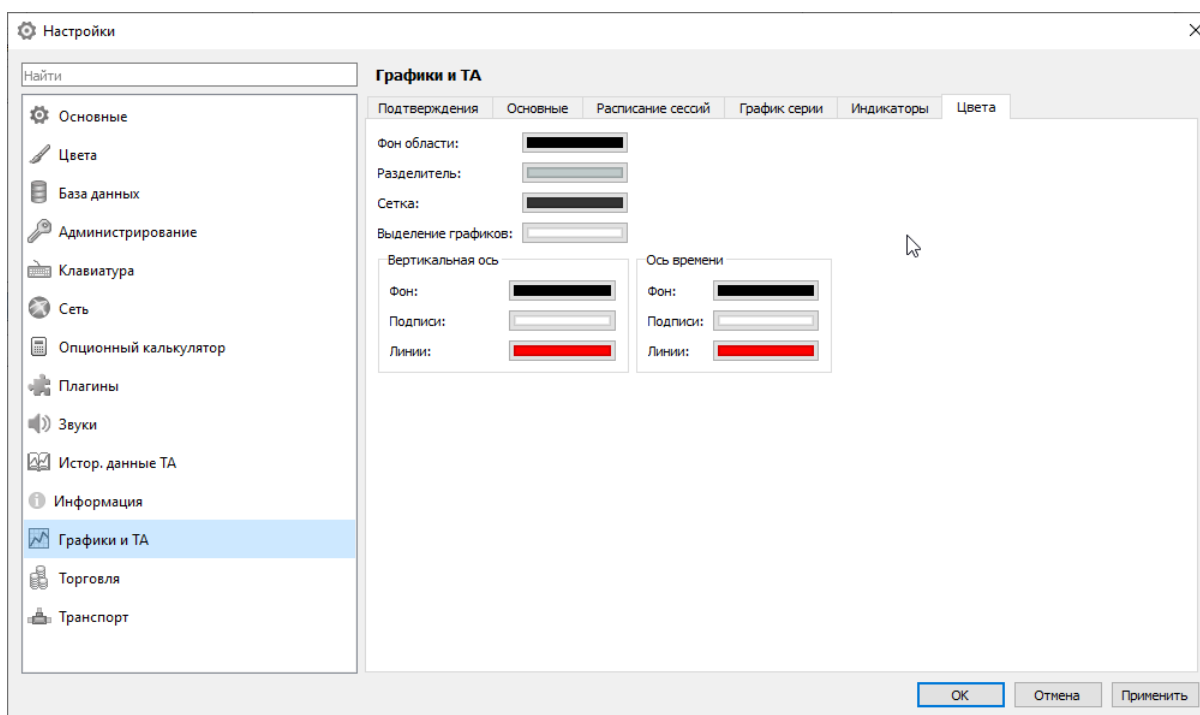 Настройки
Найти
Основные
Цвета
База данных
Администрирование
Клавиатура
Сеть
Опционный калькулятор
Плагины
Звуки
Истор. данные ТА
Информация
Графики и ТА
Торговля
Транспорт
Графики и ТА
Подтверждения Основные Расписание сессий График серии Индикаторы Цвета
Фон области:
Разделитель:
Сетка:
Выделение графиков:
Вертикальная ось
Фон:
Подписи:
Линии:
Ось времени
Фон:
Подписи:
Линии:
OK Отмена Применить